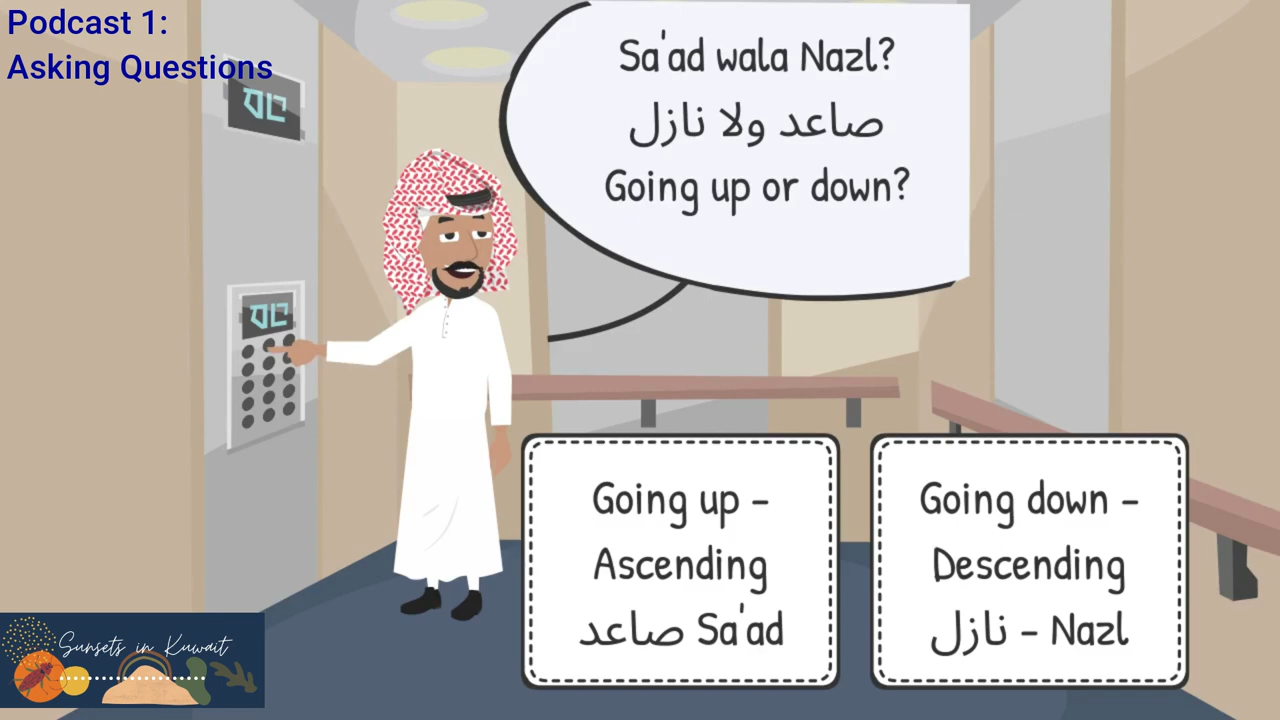 Podcast 1:
Asking Questions
Sa'ad wala Nazl?
صاعد ولا نازل
Going up or down?
Going up -
Ascending
صاعد Sa'ad
Going down -
Descending
نازل - Nazl
Sunsets in Kuwait